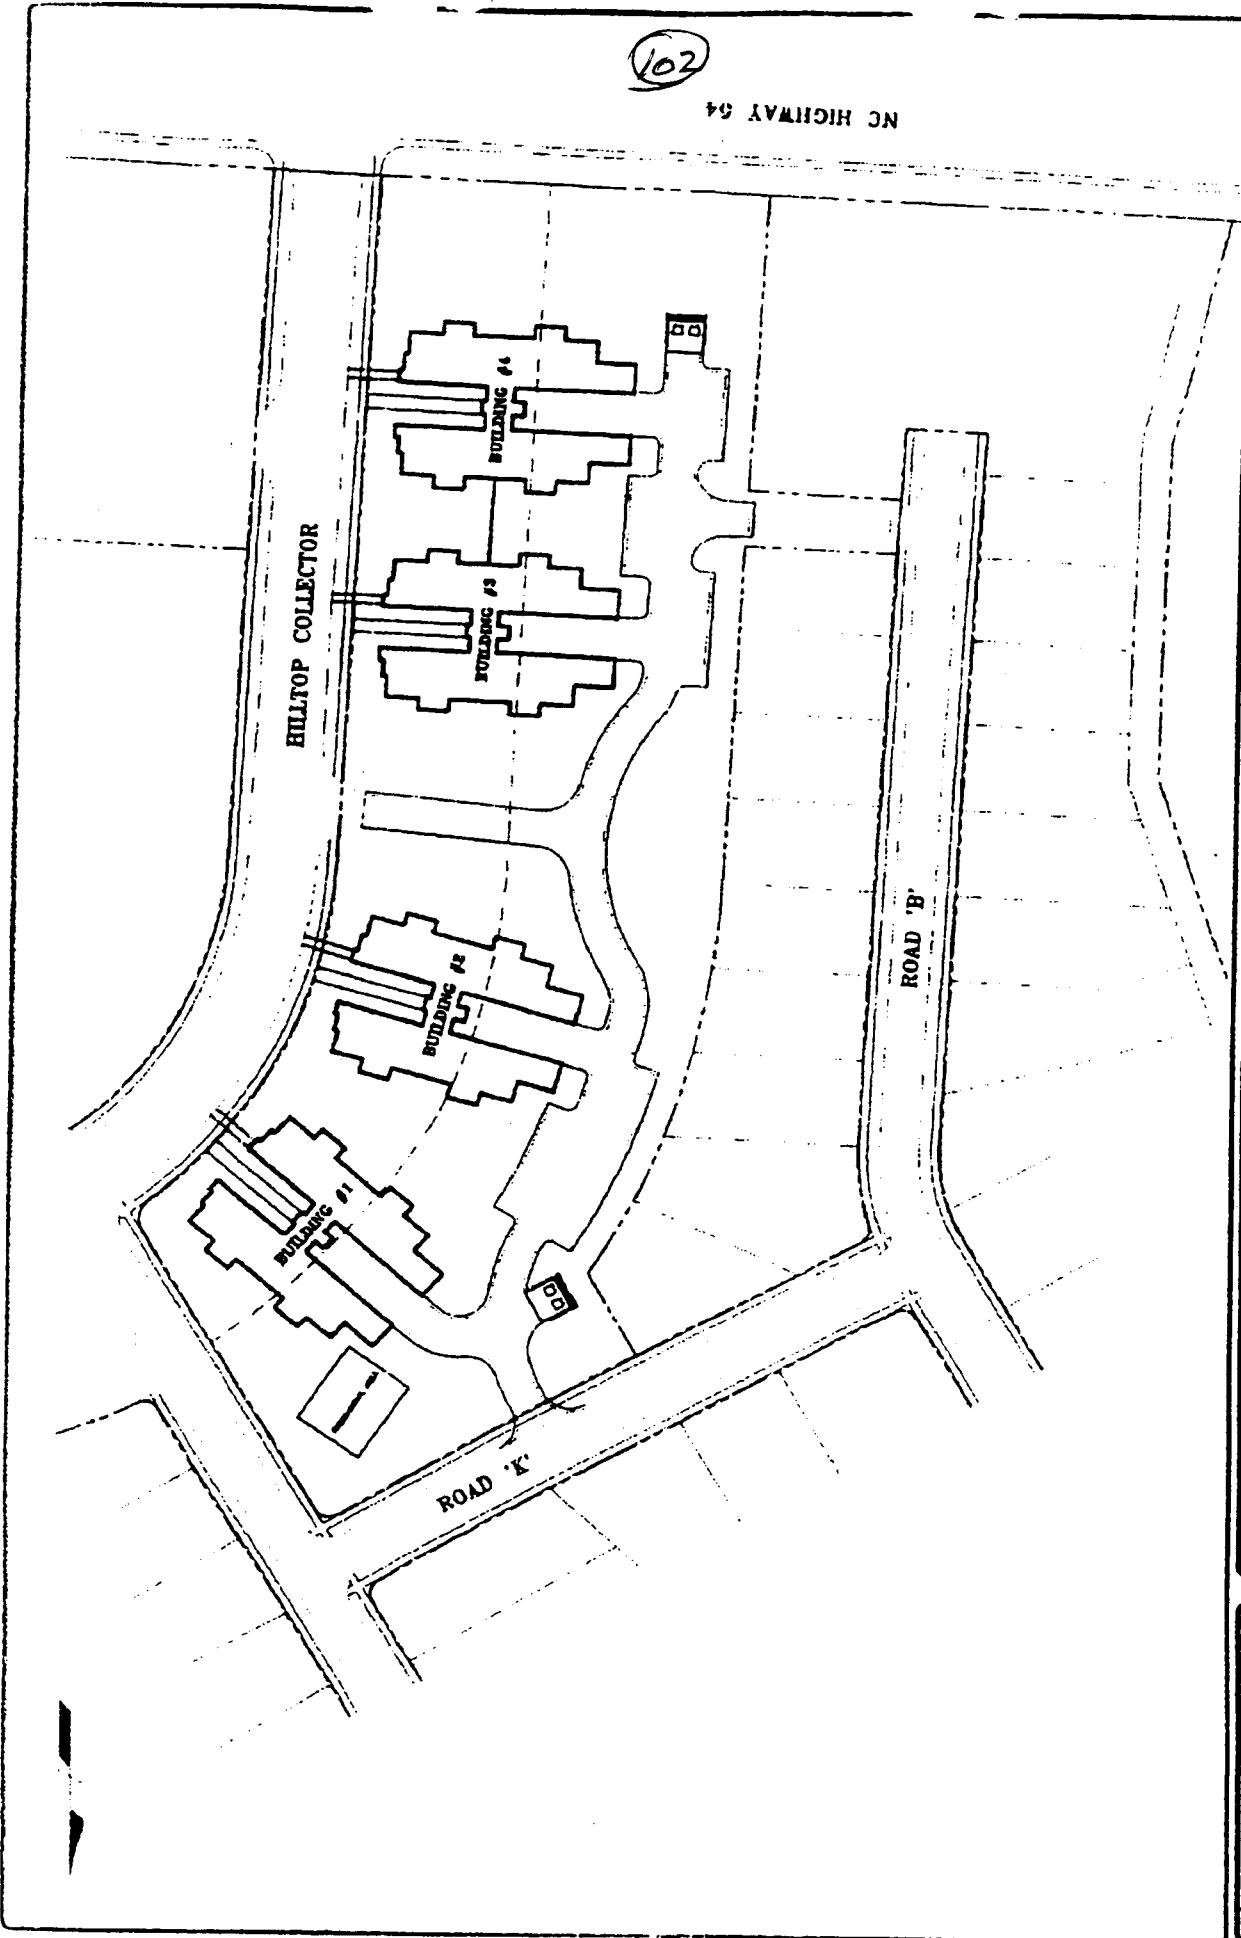 102
NC HIGHWAY 54
BUILDING #4
HILLTOP COLLECTOR
BUILDING #3
ROAD 'B'
BUILDING #2
BUILDING #1
ROAD 'K'